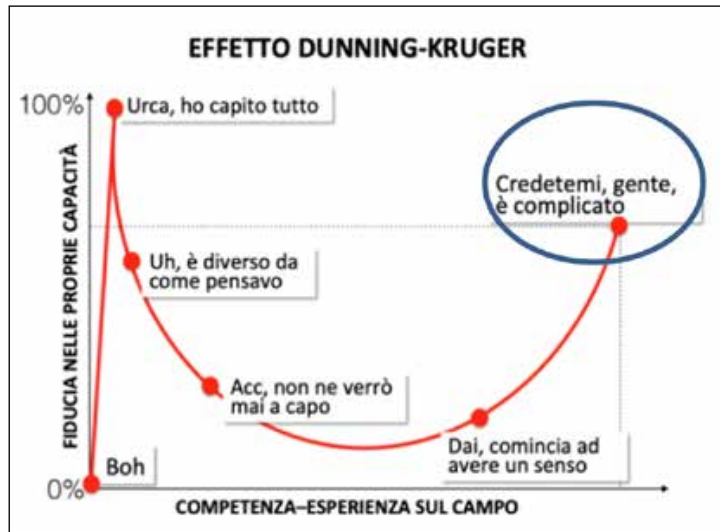 EFFETTO DUNNING-KRUGER
100%
Urca, ho capito tutto
Credetemi, gente,
è complicato
Uh, è diverso da
come pensavo
Acc, non ne verrò
mai a capo
Dai, comincia ad
avere un senso
Boh
0%
FIDUCIA NELLE PROPRIE CAPACITÀ
COMPETENZA–ESPERIENZA SUL CAMPO